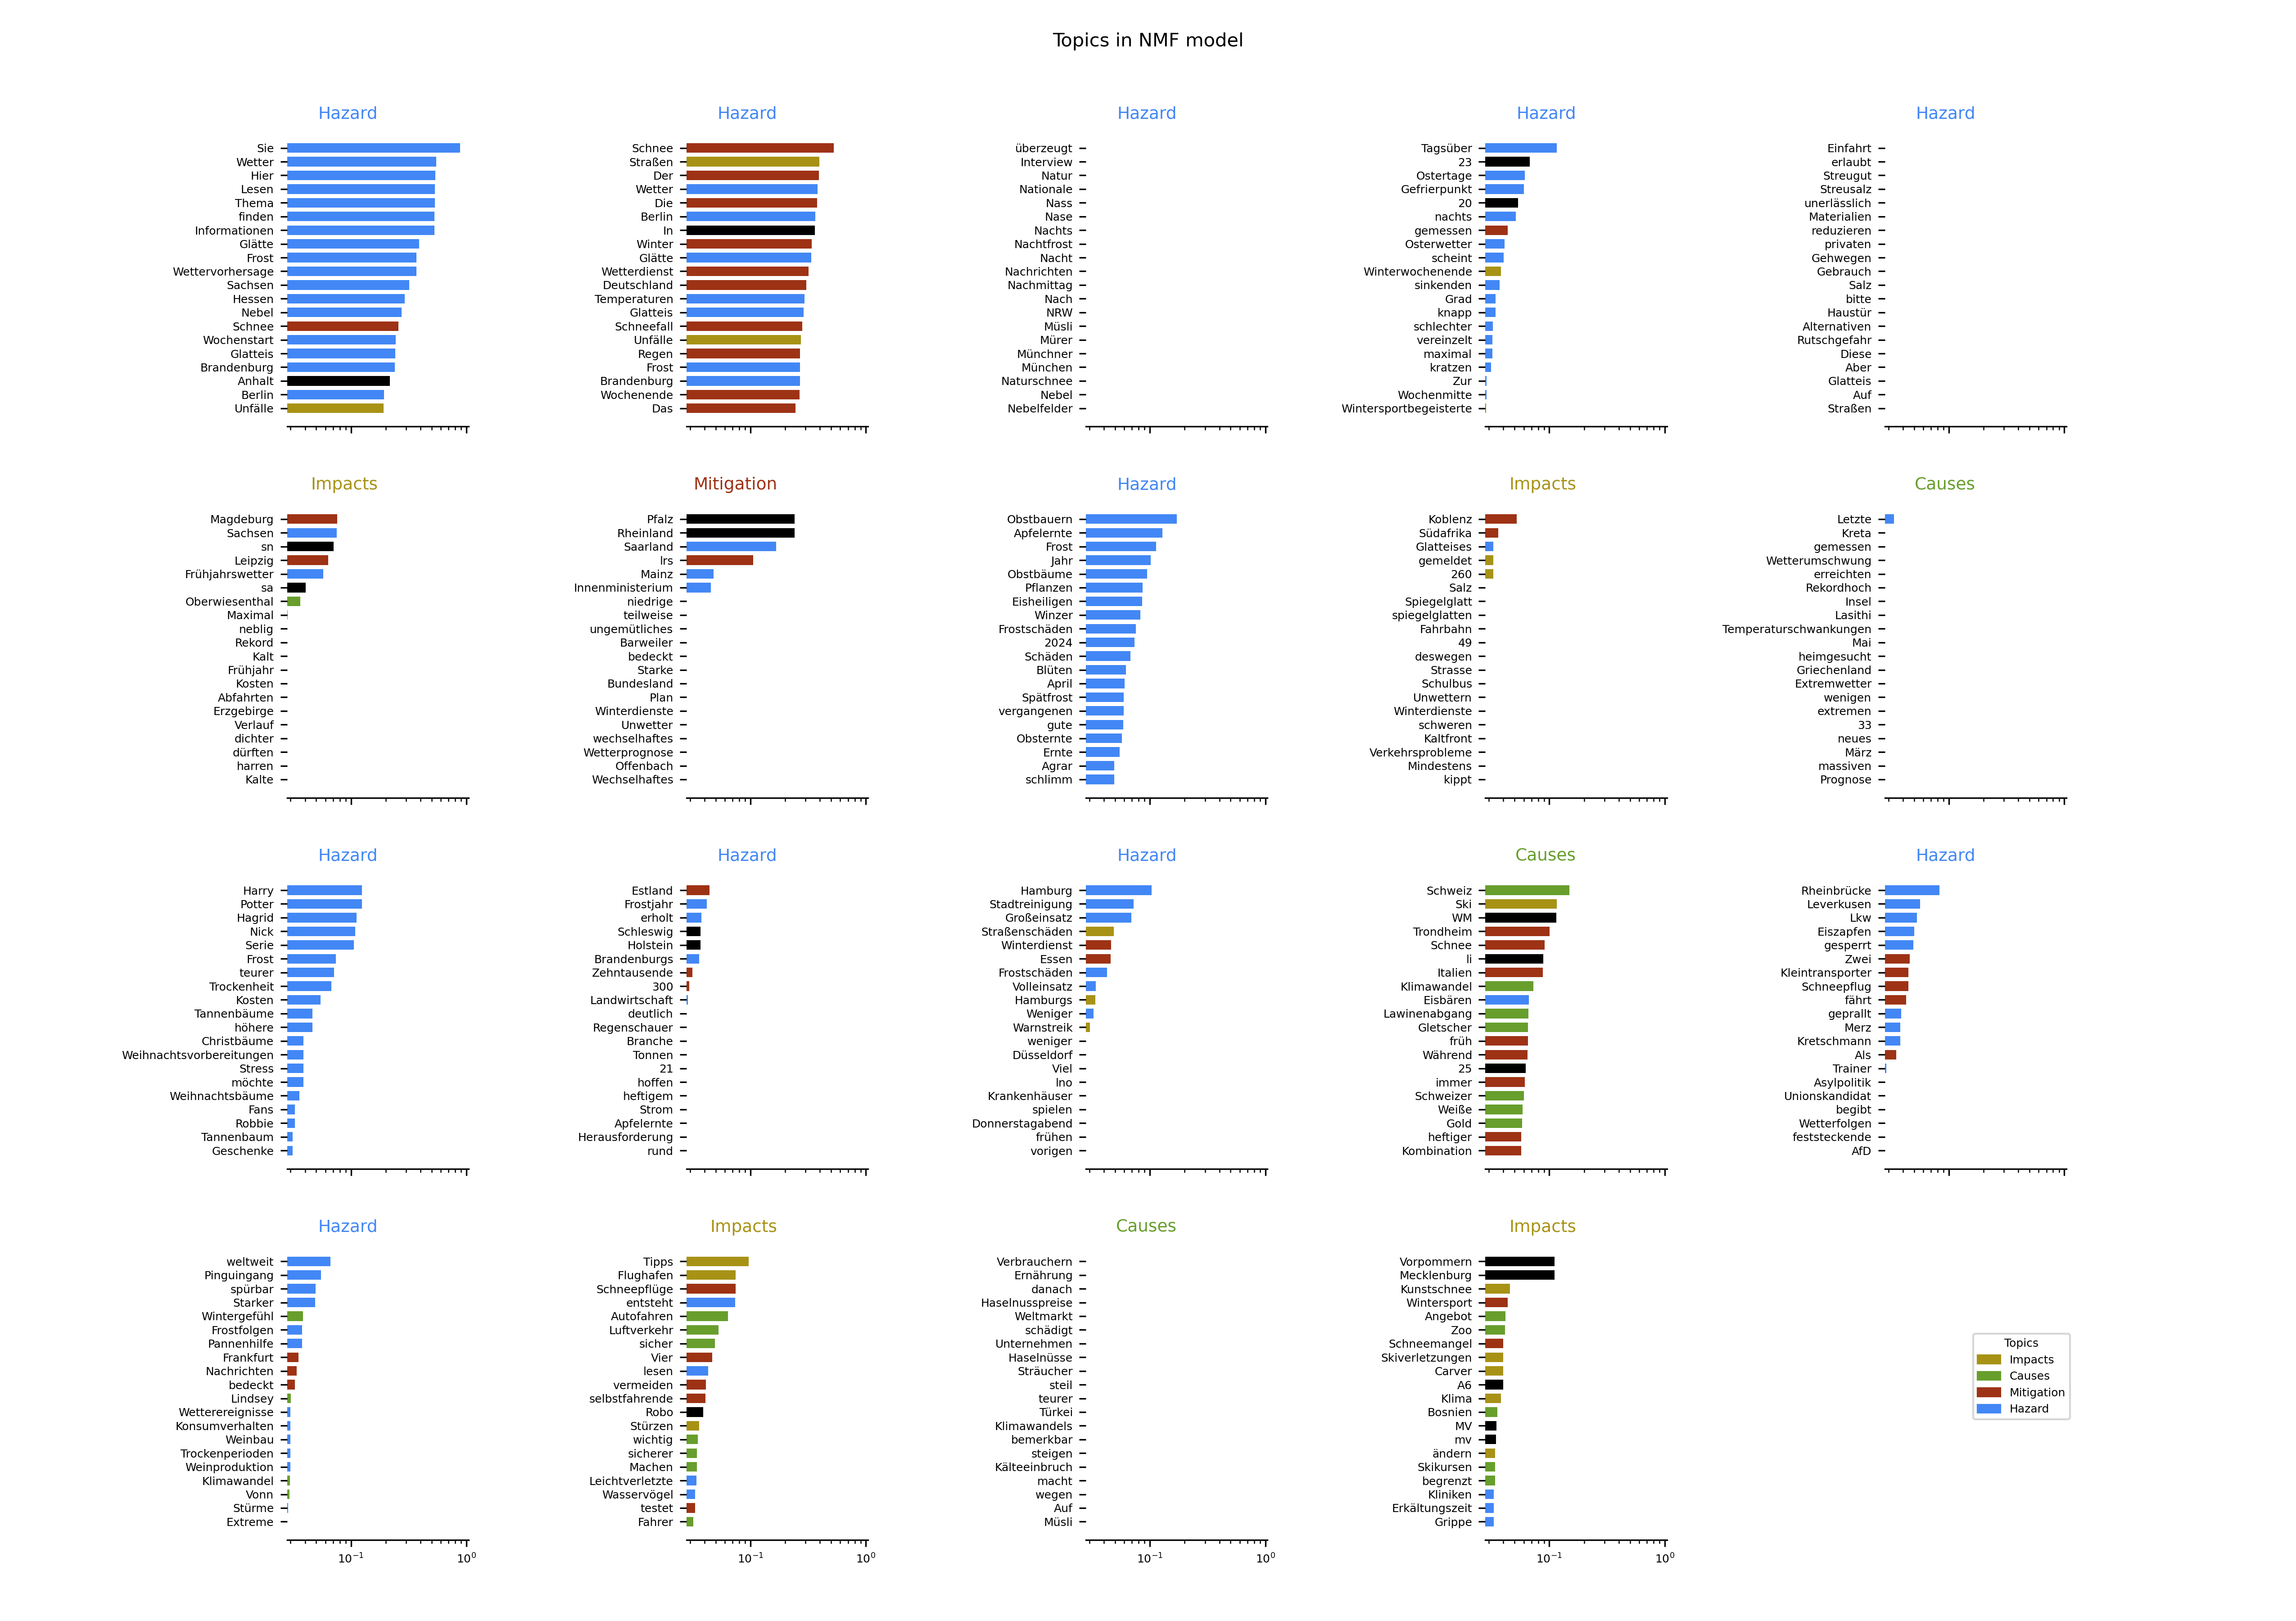 Topics in NMF model
Hazard
Sie
Wetter
Hier
Lesen
Thema
finden
Informationen
Glätte
Frost
Wettervorhersage
Sachsen
Hessen
Nebel
Schnee
Wochenstart
Glatteis
Brandenburg
Anhalt
Berlin
Unfälle
Hazard
Schnee
Straßen
Der
Wetter
Die
Berlin
In
Winter
Glätte
Wetterdienst
Deutschland
Temperaturen
Glatteis
Schneefall
Unfälle
Regen
Frost
Brandenburg
Wochenende
Das
Hazard
überzeugt
Interview
Natur
Nationale
Nass
Nase
Nachts
Nachtfrost
Nacht
Nachrichten
Nachmittag
Nach
NRW
Müsli
Mürer
Münchner
München
Naturschnee
Nebel
Nebelfelder
Hazard
Tagsüber
23
Ostertage
Gefrierpunkt
20
nachts
gemessen
Osterwetter
scheint
Winterwochenende
sinkenden
Grad
knapp
schlechter
vereinzelt
maximal
kratzen
Zur
Wochenmitte
Wintersportbegeisterte
Hazard
Einfahrt
erlaubt
Streugut
Streusalz
unerlässlich
Materialien
reduzieren
privaten
Gehwegen
Gebrauch
Salz
bitte
Haustür
Alternativen
Rutschgefahr
Diese
Aber
Glatteis
Auf
Straßen
Impacts
Magdeburg
Sachsen
sn
Leipzig
Frühjahrswetter
sa
Oberwiesenthal
Maximal
neblig
Rekord
Kalt
Frühjahr
Kosten
Abfahrten
Erzgebirge
Verlauf
dichter
dürften
harren
Kalte
Mitigation
Pfalz
Rheinland
Saarland
lrs
Mainz
Innenministerium
niedrige
teilweise
ungemütliches
Barweiler
bedeckt
Starke
Bundesland
Plan
Winterdienste
Unwetter
wechselhaftes
Wetterprognose
Offenbach
Wechselhaftes
Hazard
Obstbauern
Apfelernte
Frost
Jahr
Obstbäume
Pflanzen
Eisheiligen
Winzer
Frostschäden
2024
Schäden
Blüten
April
Spätfrost
vergangenen
gute
Obsternte
Ernte
Agrar
schlimm
Impacts
Koblenz
Südafrika
Glatteises
gemeldet
260
Salz
Spiegelglatt
spiegelglatten
Fahrbahn
49
deswegen
Strasse
Schulbus
Unwettern
Winterdienste
schweren
Kaltfront
Verkehrsprobleme
Mindestens
kippt
Causes
Letzte
Kreta
gemessen
Wetterumschwung
erreichten
Rekordhoch
Insel
Lasithi
Temperaturschwankungen
Mai
heimgesucht
Griechenland
Extremwetter
wenigen
extremen
33
neues
März
massiven
Prognose
Hazard
Harry
Potter
Hagrid
Nick
Serie
Frost
teurer
Trockenheit
Kosten
Tannenbäume
höhere
Christbäume
Weihnachtsvorbereitungen
Stress
möchte
Weihnachtsbäume
Fans
Robbie
Tannenbaum
Geschenke
Hazard
Estland
Frostjahr
erholt
Schleswig
Holstein
Brandenburgs
Zehntausende
300
Landwirtschaft
deutlich
Regenschauer
Branche
Tonnen
21
hoffen
heftigem
Strom
Apfelernte
Herausforderung
rund
Hazard
Hamburg
Stadtreinigung
Großeinsatz
Straßenschäden
Winterdienst
Essen
Frostschäden
Volleinsatz
Hamburgs
Weniger
Warnstreik
weniger
Düsseldorf
Viel
lno
Krankenhäuser
spielen
Donnerstagabend
frühen
vorigen
Causes
Schweiz
Ski
WM
Trondheim
Schnee
li
Italien
Klimawandel
Eisbären
Lawinenabgang
Gletscher
früh
Während
25
immer
Schweizer
Weiße
Gold
heftiger
Kombination
Hazard
Rheinbrücke
Leverkusen
Lkw
Eiszapfen
gesperrt
Zwei
Kleintransporter
Schneepflug
fährt
geprallt
Merz
Kretschmann
Als
Trainer
Asylpolitik
Unionskandidat
begibt
Wetterfolgen
feststeckende
AfD
Hazard
weltweit
Pinguingang
spürbar
Starker
Wintergefühl
Frostfolgen
Pannenhilfe
Frankfurt
Nachrichten
bedeckt
Lindsey
Wetterereignisse
Konsumverhalten
Weinbau
Trockenperioden
Weinproduktion
Klimawandel
Vonn
Stürme
Extreme
10⁻¹ 10⁰
Impacts
Tipps
Flughafen
Schneepflüge
entsteht
Autofahren
Luftverkehr
sicher
Vier
lesen
vermeiden
selbstfahrende
Robo
Stürzen
wichtig
sicherer
Machen
Leichtverletzte
Wasservögel
testet
Fahrer
10⁻¹ 10⁰
Causes
Verbrauchern
Ernährung
danach
Haselnusspreise
Weltmarkt
schädigt
Unternehmen
Haselnüsse
Sträucher
steil
teurer
Türkei
Klimawandels
bemerkbar
steigen
Kälteeinbruch
macht
wegen
Auf
Müsli
10⁻¹ 10⁰
Impacts
Vorpommern
Mecklenburg
Kunstschnee
Wintersport
Angebot
Zoo
Schneemangel
Skiverletzungen
Carver
A6
Klima
Bosnien
MV
mv
ändern
Skikursen
begrenzt
Kliniken
Erkältungszeit
Grippe
10⁻¹ 10⁰
Topics
Impacts
Causes
Mitigation
Hazard